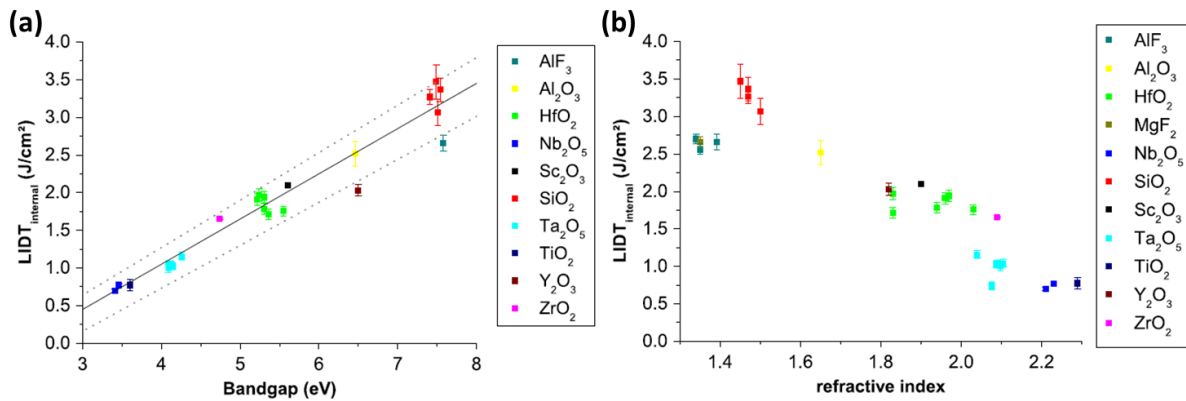 (a)
4.0
3.5
3.0
2.5
2.0
1.5
1.0
0.5
0.0
LIDT_internal (J/cm²)
3 4 5 6 7 8
Bandgap (eV)
AlF₃
Al₂O₃
HfO₂
Nb₂O₅
Sc₂O₃
SiO₂
Ta₂O₅
TiO₂
Y₂O₃
ZrO₂
(b)
4.0
3.5
3.0
2.5
2.0
1.5
1.0
0.5
0.0
LIDT_internal (J/cm²)
1.4 1.6 1.8 2.0 2.2
refractive index
AlF₃
Al₂O₃
HfO₂
MgF₂
Nb₂O₅
SiO₂
Sc₂O₃
Ta₂O₅
TiO₂
Y₂O₃
ZrO₂